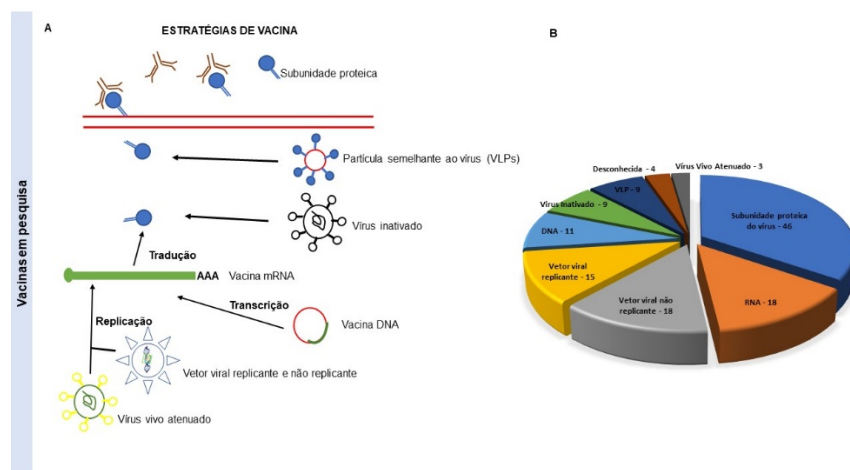 Vacinas em pesquisa
A
ESTRATÉGIAS DE VACINA
Subunidade proteica
Partícula semelhante ao vírus (VLPs)
Vírus inativado
Tradução
AAA
Vacina mRNA
Transcrição
Replicação
Vacina DNA
Vetor viral replicante e não replicante
Vírus vivo atenuado
B
Desconhecida - 4
Vírus Vivo Atenuado - 3
VLP - 9
Vírus Inativado - 9
DNA - 11
Vetor viral
replicante - 15
Vetor viral não
replicante - 18
RNA - 18
Subunidade proteica
do vírus - 46